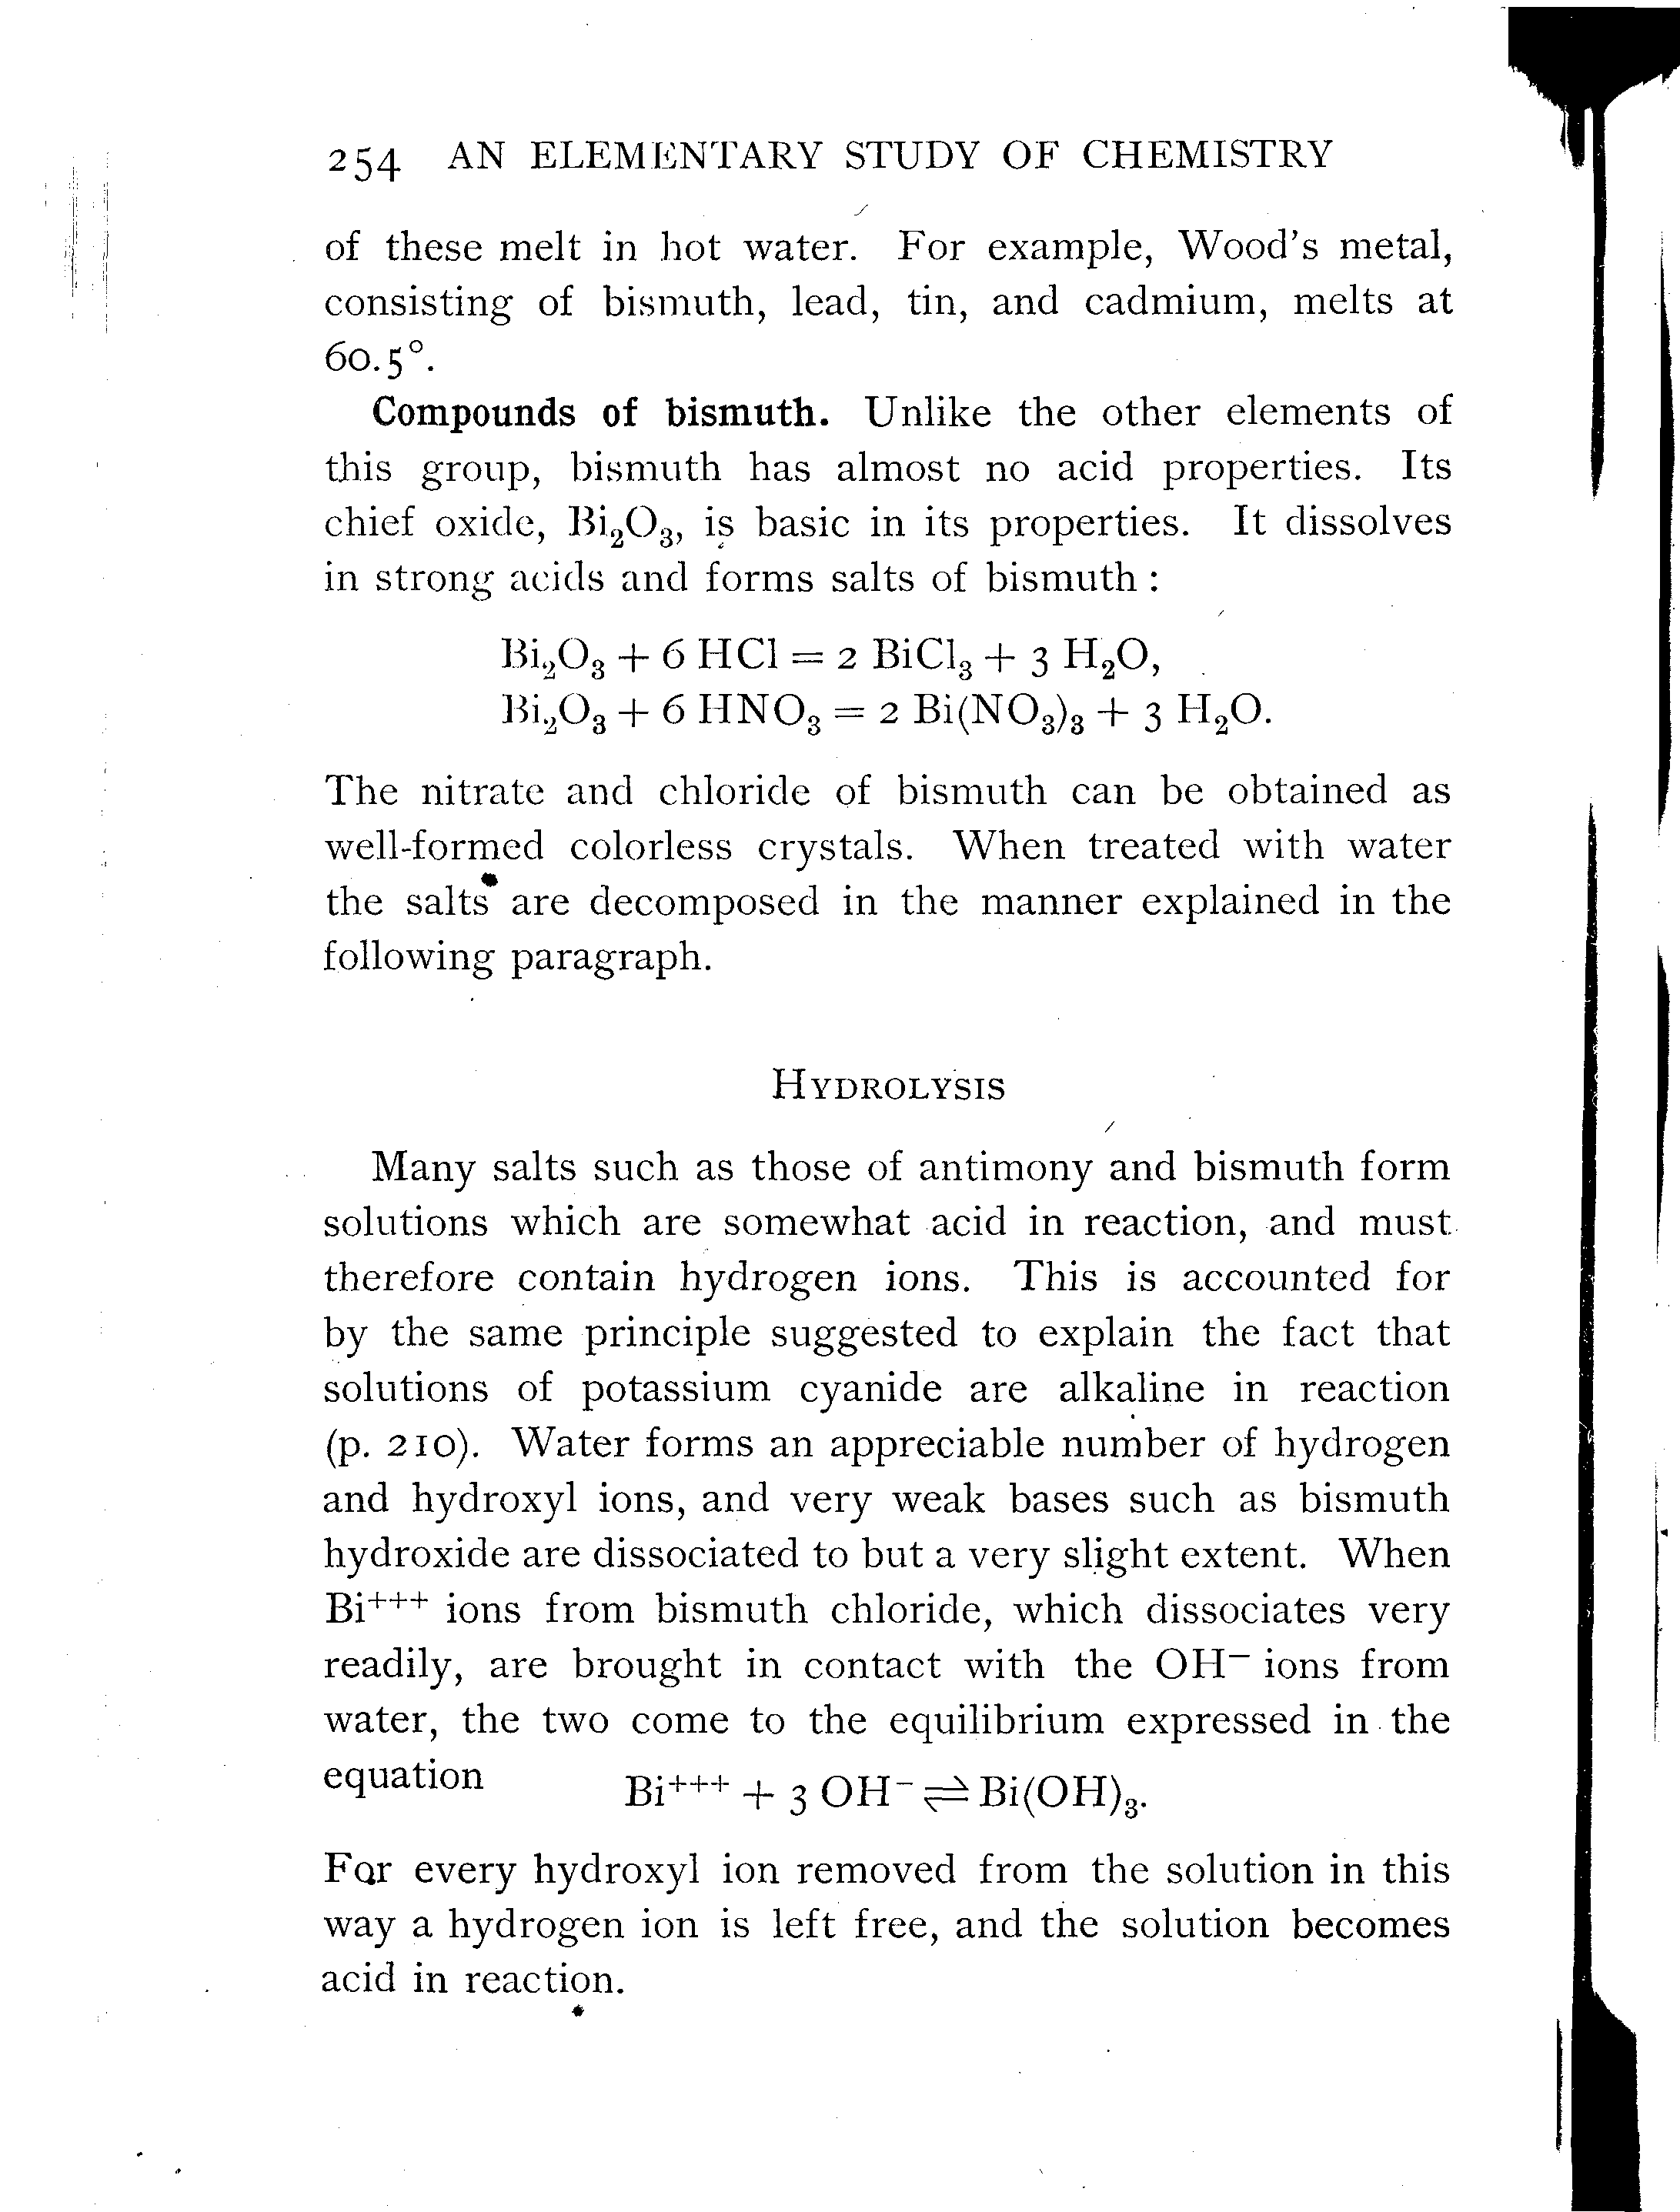 254 AN ELEMENTARY STUDY OF CHEMISTRY
of these melt in hot water. For example, Wood's metal,
consisting of bismuth, lead, tin, and cadmium, melts at
60.5°.
Compounds of bismuth. Unlike the other elements of
this group, bismuth has almost no acid properties. Its
chief oxide, Bi₂O₃, is basic in its properties. It dissolves
in strong acids and forms salts of bismuth :
Bi₂O₃ + 6 HCl = 2 BiCl₃ + 3 H₂O,
Bi₂O₃ + 6 HNO₃ = 2 Bi(NO₃)₃ + 3 H₂O.
The nitrate and chloride of bismuth can be obtained as
well-formed colorless crystals. When treated with water
the salts are decomposed in the manner explained in the
following paragraph.
HYDROLYSIS
Many salts such as those of antimony and bismuth form
solutions which are somewhat acid in reaction, and must
therefore contain hydrogen ions. This is accounted for
by the same principle suggested to explain the fact that
solutions of potassium cyanide are alkaline in reaction
(p. 210). Water forms an appreciable number of hydrogen
and hydroxyl ions, and very weak bases such as bismuth
hydroxide are dissociated to but a very slight extent. When
Bi⁺⁺⁺ ions from bismuth chloride, which dissociates very
readily, are brought in contact with the OH⁻ ions from
water, the two come to the equilibrium expressed in the
equation
Bi⁺⁺⁺ + 3 OH⁻ ⇌ Bi(OH)₃.
For every hydroxyl ion removed from the solution in this
way a hydrogen ion is left free, and the solution becomes
acid in reaction.